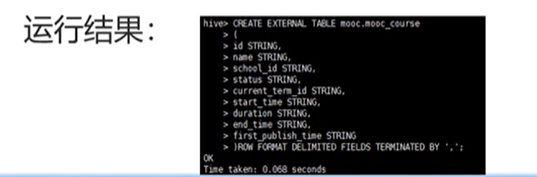 运行结果：
hive> CREATE EXTERNAL TABLE mooc.mooc_course
> (
> id STRING,
> name STRING,
> school_id STRING,
> status STRING,
> current_term_id STRING,
> start_time STRING,
> duration STRING,
> end_time STRING,
> first_publish_time STRING
> )ROW FORMAT DELIMITED FIELDS TERMINATED BY ',';
OK
Time taken: 0.068 seconds